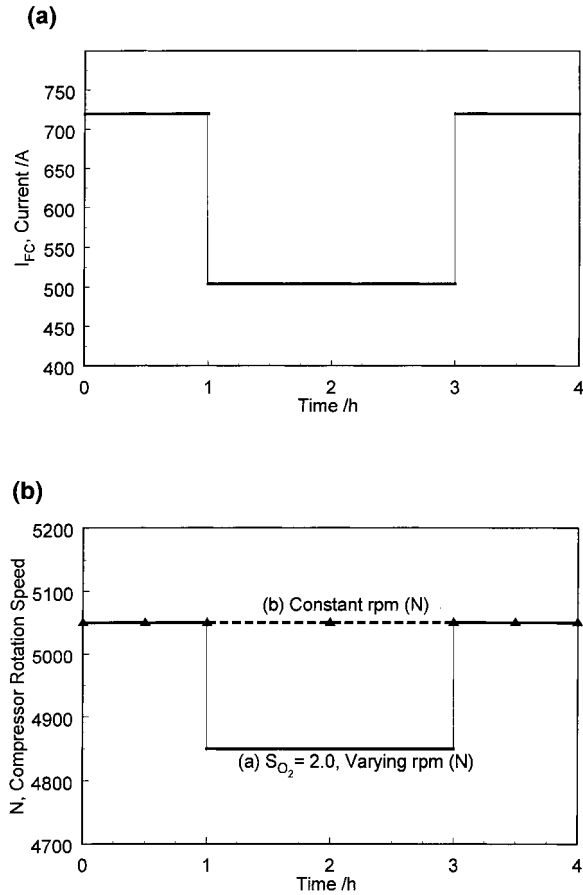 (a)
750
700
650
600
550
500
450
400
I_FC, Current /A
0 1 2 3 4
Time /h
(b)
5200
5100
5000
4900
4800
4700
N, Compressor Rotation Speed
(b) Constant rpm (N)
(a) S_O₂ = 2.0, Varying rpm (N)
0 1 2 3 4
Time /h